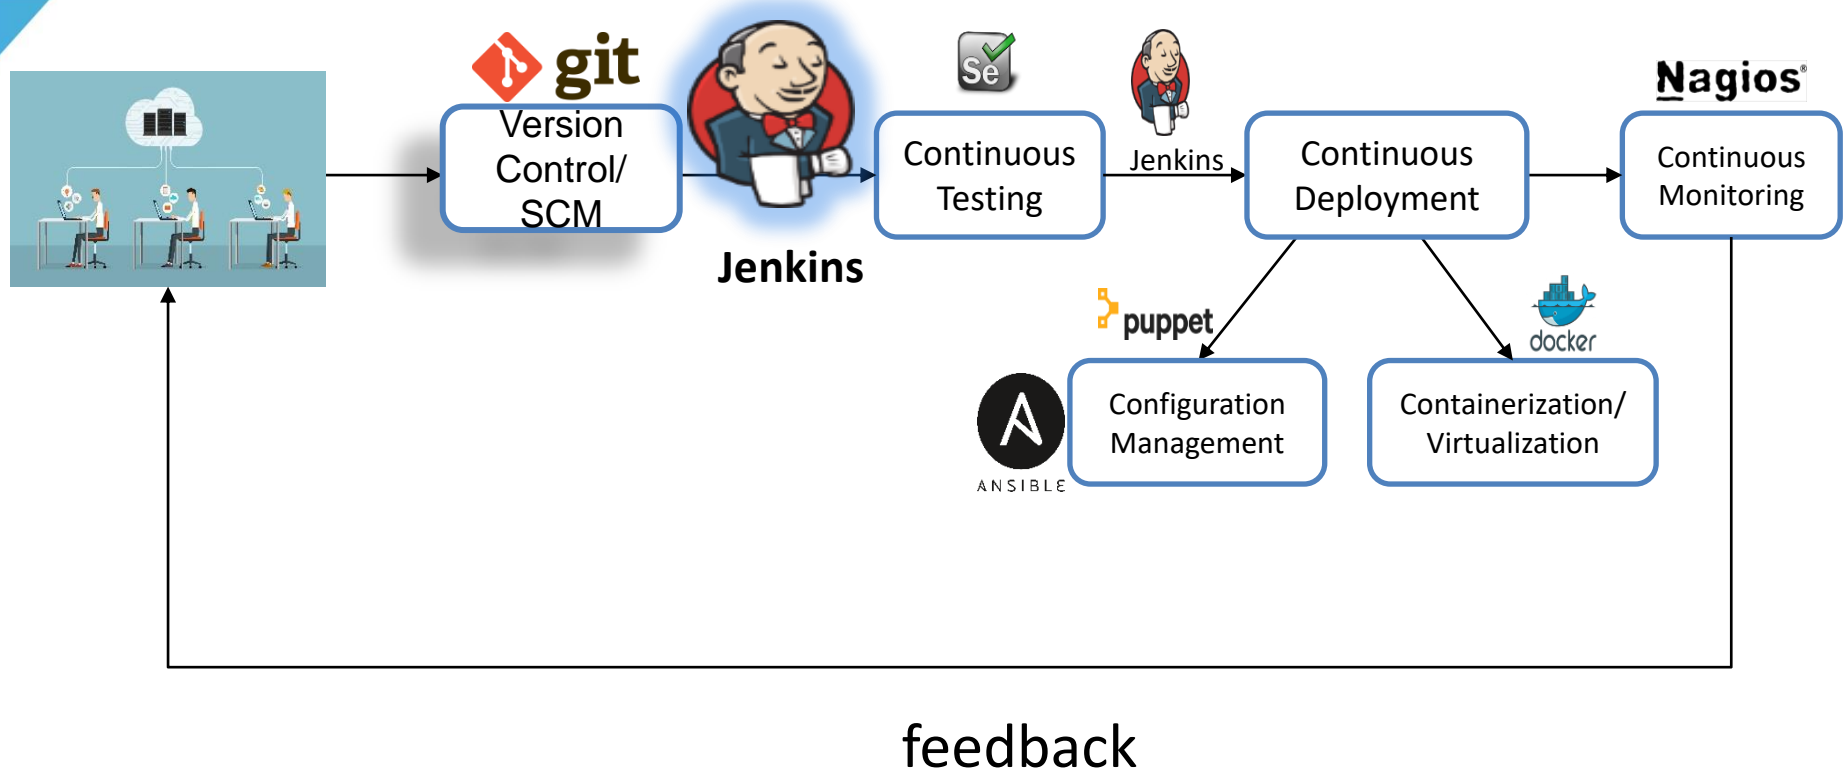 git
Version
Control/
SCM
Jenkins
Se
Continuous
Testing
Jenkins
Continuous
Deployment
Nagios®
Continuous
Monitoring
puppet
docker
ANSIBLE
Configuration
Management
Containerization/
Virtualization
feedback